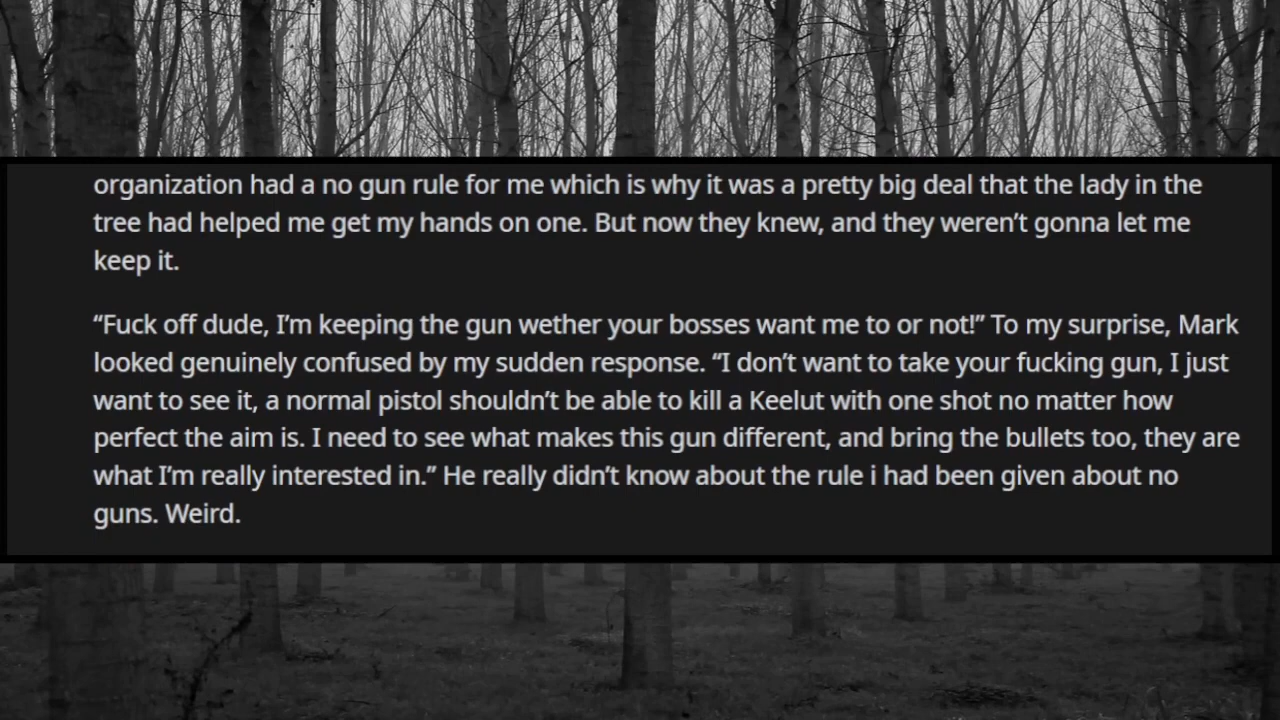 organization had a no gun rule for me which is why it was a pretty big deal that the lady in the
tree had helped me get my hands on one. But now they knew, and they weren’t gonna let me
keep it.
“Fuck off dude, I’m keeping the gun wether your bosses want me to or not!” To my surprise, Mark
looked genuinely confused by my sudden response. “I don’t want to take your fucking gun, I just
want to see it, a normal pistol shouldn’t be able to kill a Keelut with one shot no matter how
perfect the aim is. I need to see what makes this gun different, and bring the bullets too, they are
what I’m really interested in.” He really didn’t know about the rule i had been given about no
guns. Weird.